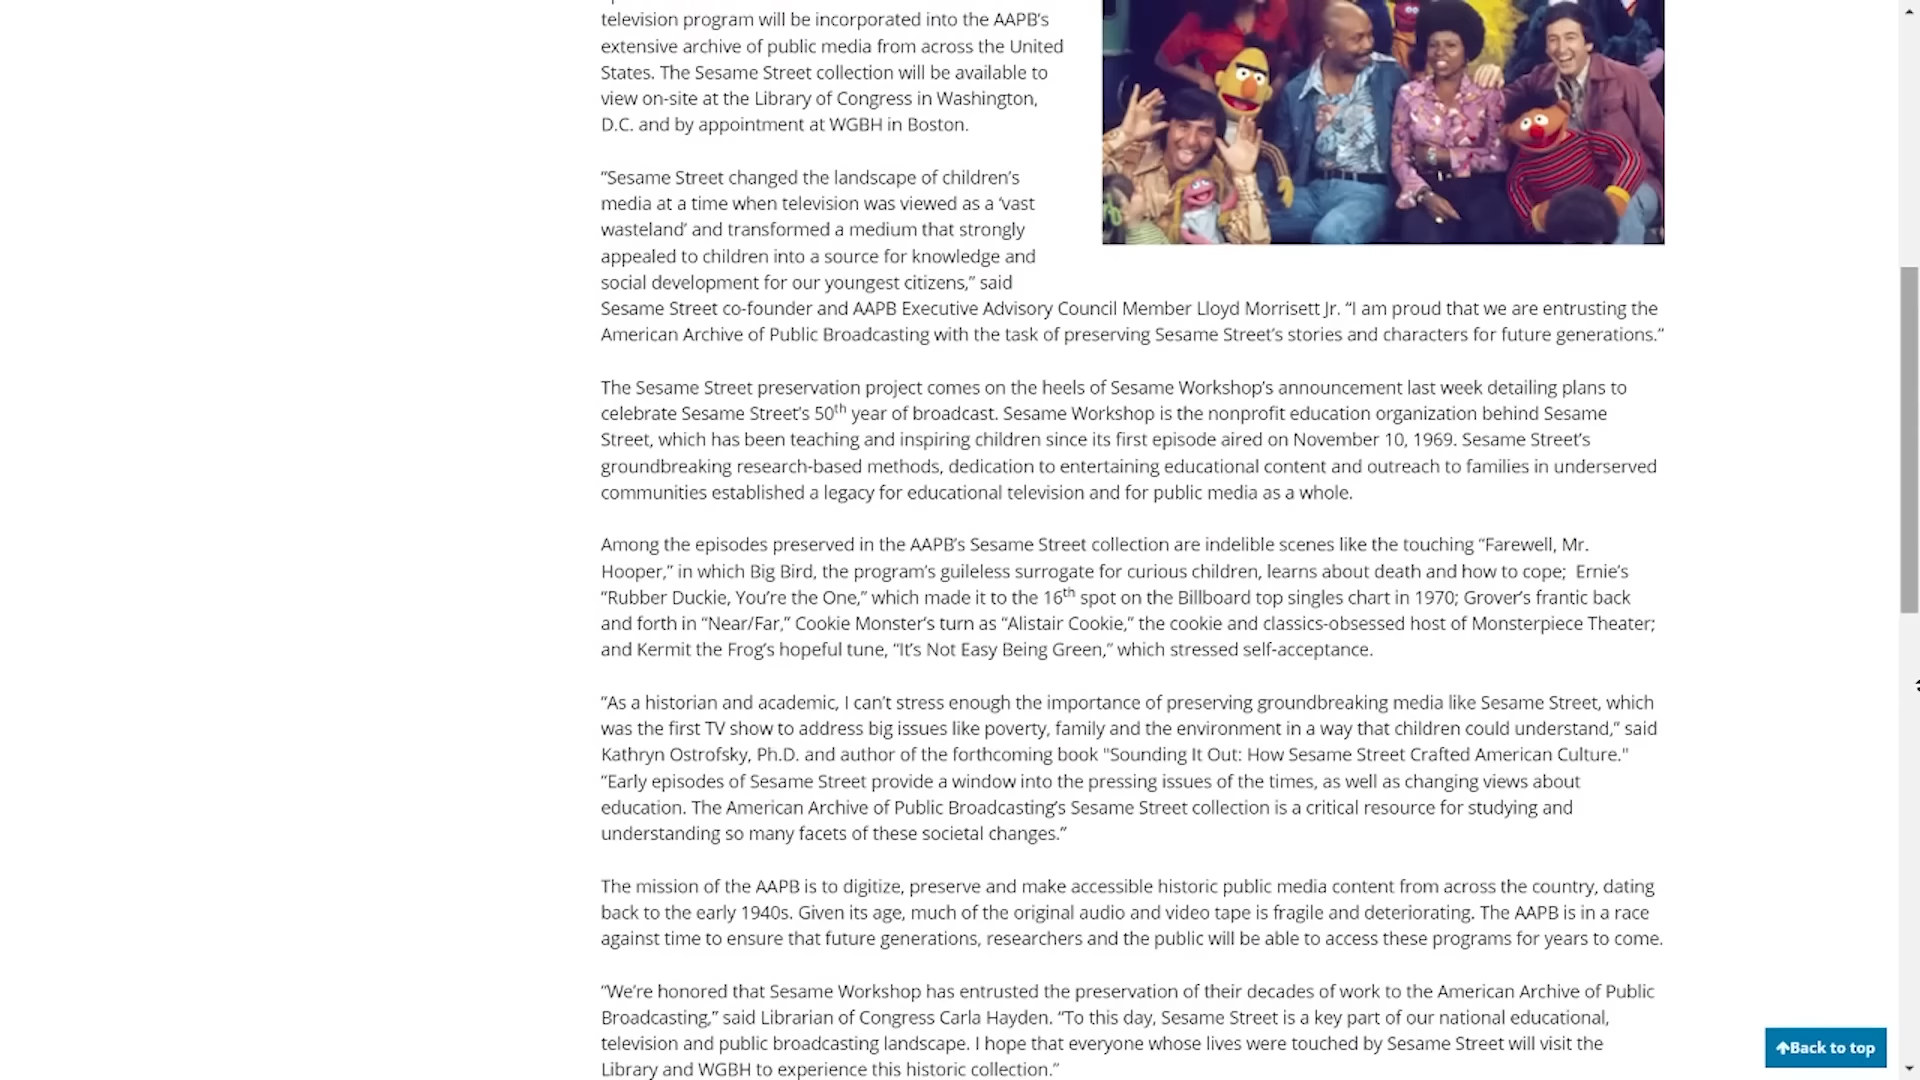 television program will be incorporated into the AAPB’s
extensive archive of public media from across the United
States. The Sesame Street collection will be available to
view on-site at the Library of Congress in Washington,
D.C. and by appointment at WGBH in Boston.
“Sesame Street changed the landscape of children’s
media at a time when television was viewed as a ‘vast
wasteland’ and transformed a medium that strongly
appealed to children into a source for knowledge and
social development for our youngest citizens,” said
Sesame Street co-founder and AAPB Executive Advisory Council Member Lloyd Morrisett Jr. “I am proud that we are entrusting the
American Archive of Public Broadcasting with the task of preserving Sesame Street’s stories and characters for future generations.”
The Sesame Street preservation project comes on the heels of Sesame Workshop’s announcement last week detailing plans to
celebrate Sesame Street’s 50th year of broadcast. Sesame Workshop is the nonprofit education organization behind Sesame
Street, which has been teaching and inspiring children since its first episode aired on November 10, 1969. Sesame Street’s
groundbreaking research-based methods, dedication to entertaining educational content and outreach to families in underserved
communities established a legacy for educational television and for public media as a whole.
Among the episodes preserved in the AAPB’s Sesame Street collection are indelible scenes like the touching “Farewell, Mr.
Hooper,” in which Big Bird, the program’s guileless surrogate for curious children, learns about death and how to cope;  Ernie’s
“Rubber Duckie, You’re the One,” which made it to the 16th spot on the Billboard top singles chart in 1970; Grover’s frantic back
and forth in “Near/Far,” Cookie Monster’s turn as “Alistair Cookie,” the cookie and classics-obsessed host of Monsterpiece Theater;
and Kermit the Frog’s hopeful tune, “It’s Not Easy Being Green,” which stressed self-acceptance.
“As a historian and academic, I can’t stress enough the importance of preserving groundbreaking media like Sesame Street, which
was the first TV show to address big issues like poverty, family and the environment in a way that children could understand,” said
Kathryn Ostrofsky, Ph.D. and author of the forthcoming book "Sounding It Out: How Sesame Street Crafted American Culture."
“Early episodes of Sesame Street provide a window into the pressing issues of the times, as well as changing views about
education. The American Archive of Public Broadcasting’s Sesame Street collection is a critical resource for studying and
understanding so many facets of these societal changes.”
The mission of the AAPB is to digitize, preserve and make accessible historic public media content from across the country, dating
back to the early 1940s. Given its age, much of the original audio and video tape is fragile and deteriorating. The AAPB is in a race
against time to ensure that future generations, researchers and the public will be able to access these programs for years to come.
“We’re honored that Sesame Workshop has entrusted the preservation of their decades of work to the American Archive of Public
Broadcasting,” said Librarian of Congress Carla Hayden. “To this day, Sesame Street is a key part of our national educational,
television and public broadcasting landscape. I hope that everyone whose lives were touched by Sesame Street will visit the
Library and WGBH to experience this historic collection.”
Back to top